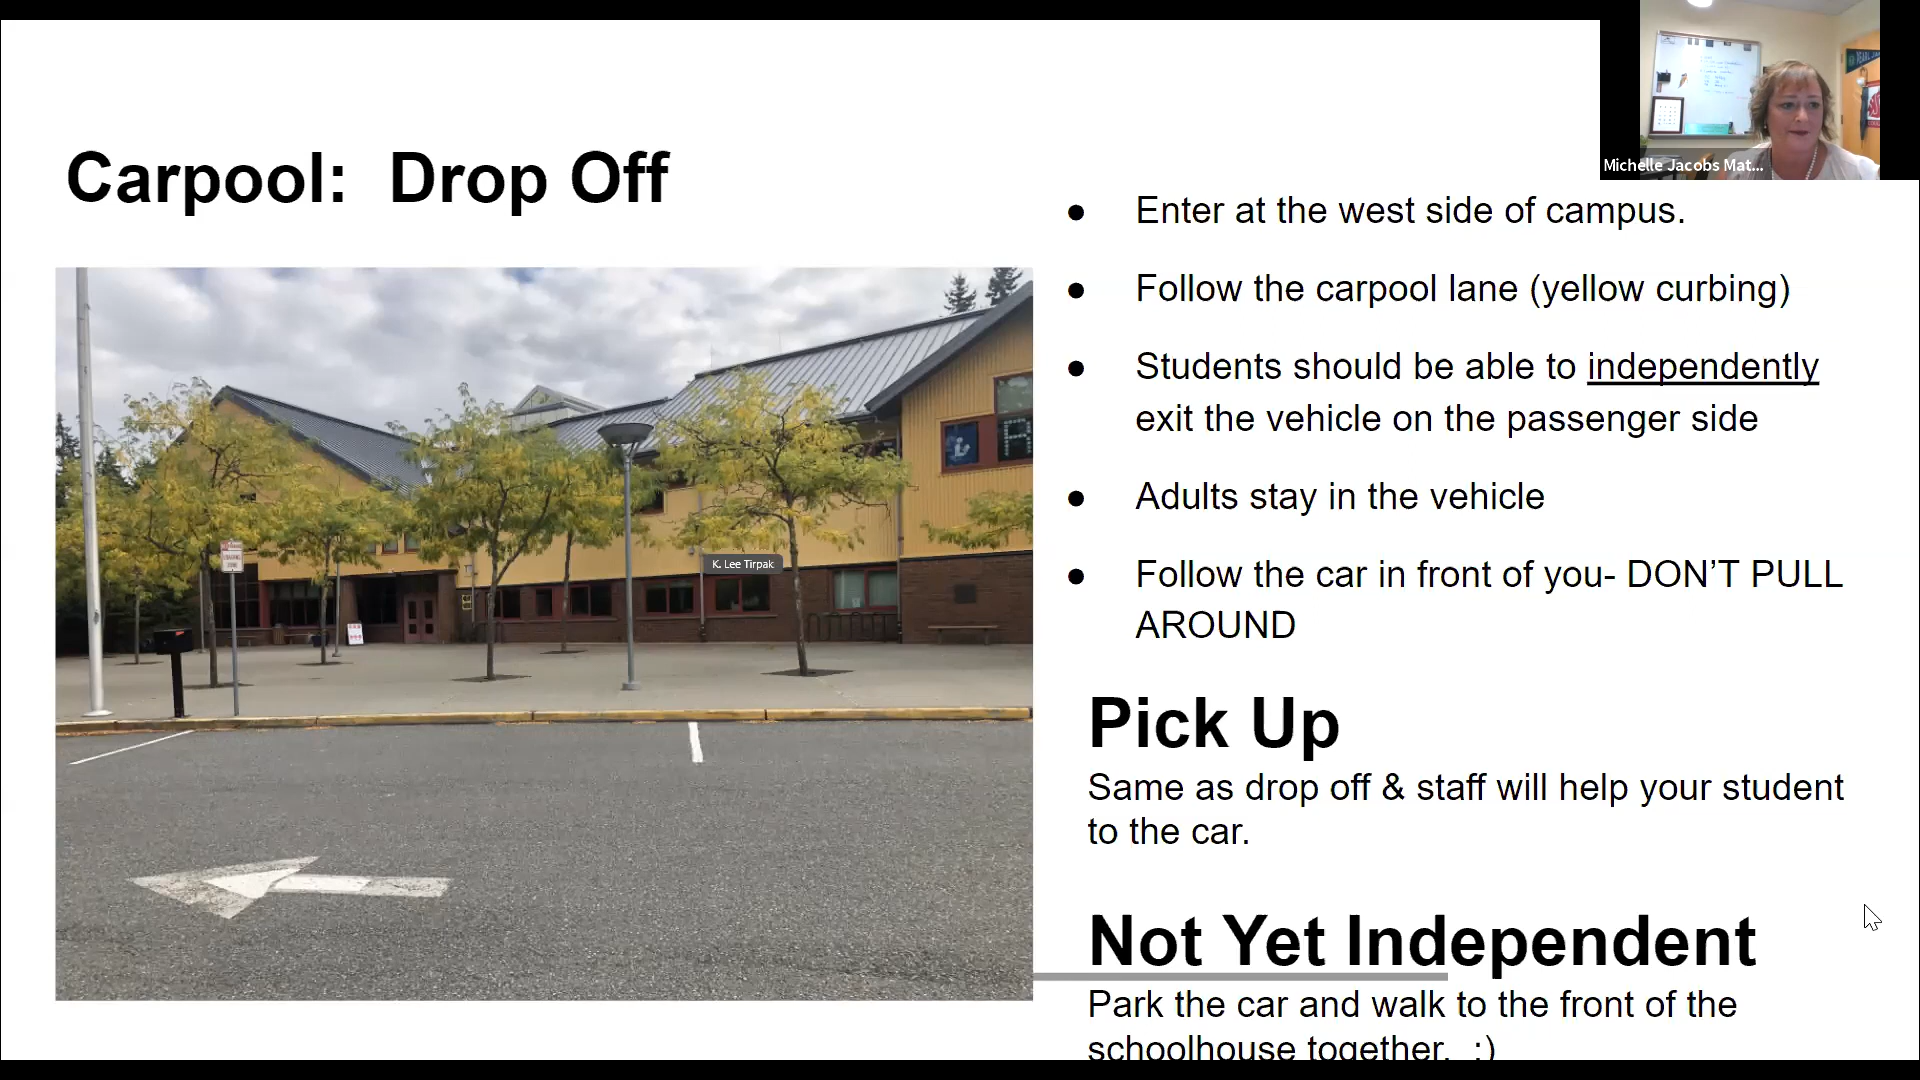 Michelle Jacobs Mat...
Carpool: Drop Off
● Enter at the west side of campus.
● Follow the carpool lane (yellow curbing)
● Students should be able to independently
exit the vehicle on the passenger side
● Adults stay in the vehicle
● Follow the car in front of you- DON’T PULL
AROUND
K. Lee Tirpak
Pick Up
Same as drop off & staff will help your student
to the car.
Not Yet Independent
Park the car and walk to the front of the
schoolhouse together. :)